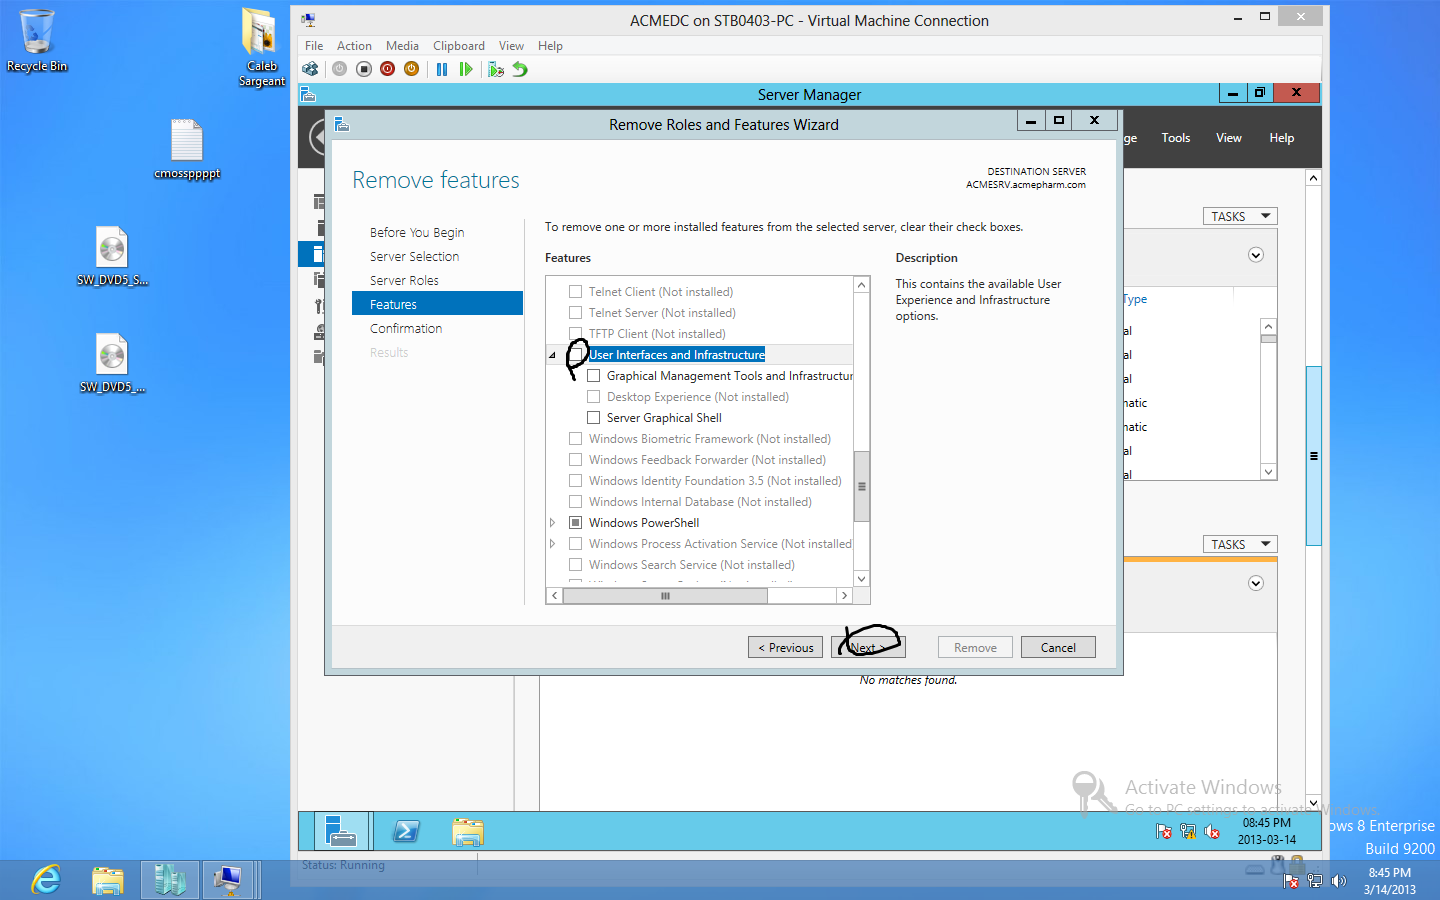 Recycle Bin
Caleb
Sargeant
cmosspppt
SW_DVD5_S...
SW_DVD5_...
ACMEDC on STB0403-PC - Virtual Machine Connection
File Action Media Clipboard View Help
Server Manager
ge Tools View Help
Remove Roles and Features Wizard
Remove features
DESTINATION SERVER
ACMESRV.acmepharm.com
Before You Begin
Server Selection
Server Roles
Features
Confirmation
Results
To remove one or more installed features from the selected server, clear their check boxes.
Features
Telnet Client (Not installed)
Telnet Server (Not installed)
TFTP Client (Not installed)
User Interfaces and Infrastructure
Graphical Management Tools and Infrastructur
Desktop Experience (Not installed)
Server Graphical Shell
Windows Biometric Framework (Not installed)
Windows Feedback Forwarder (Not installed)
Windows Identity Foundation 3.5 (Not installed)
Windows Internal Database (Not installed)
Windows PowerShell
Windows Process Activation Service (Not installed
Windows Search Service (Not installed)
Description
This contains the available User
Experience and Infrastructure
options.
< Previous Next > Remove Cancel
TASKS
Type
al
al
al
matic
matic
al
al
TASKS
No matches found.
Activate Windows
Go to PC settings to activate Windows.
08:45 PM
2013-03-14
ows 8 Enterprise
Build 9200
Status: Running
8:45 PM
3/14/2013